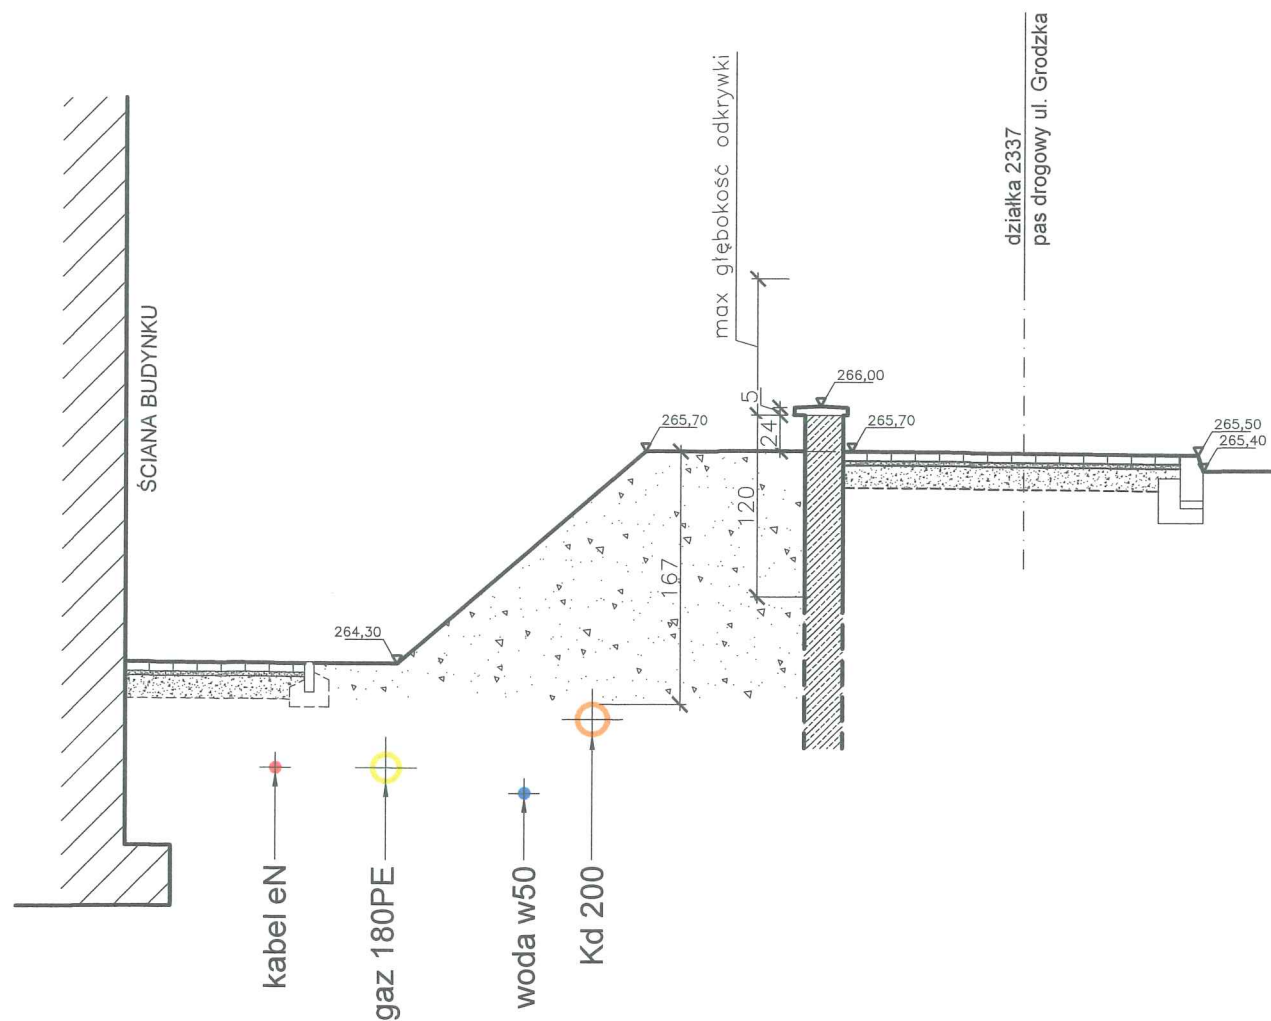 działka 2337
pas drogowy ul. Grodzka
max głębokość odkrywki
ŚCIANA BUDYNKU
266,00
5
24
265,70
265,70
265,50
265,40
120
167
264,30
kabel eN
gaz 180PE
woda w50
Kd 200